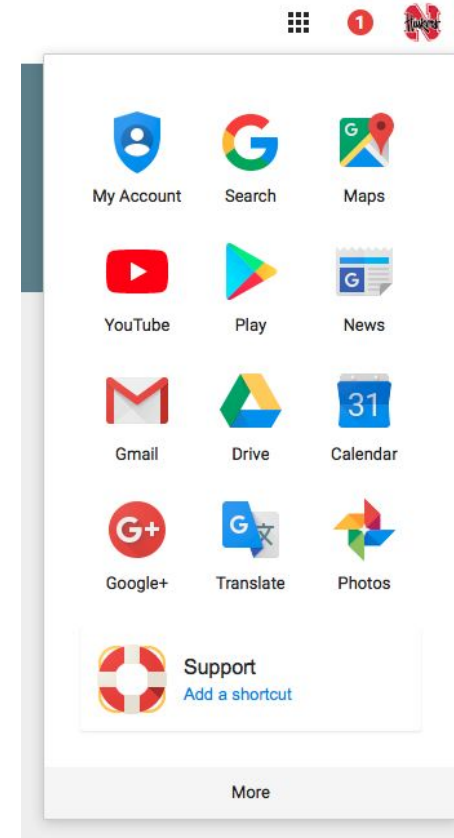 1 Huskers
My Account Search Maps
YouTube Play News
Gmail Drive 31 Calendar
G+ Google+ Translate Photos
Support
Add a shortcut
More